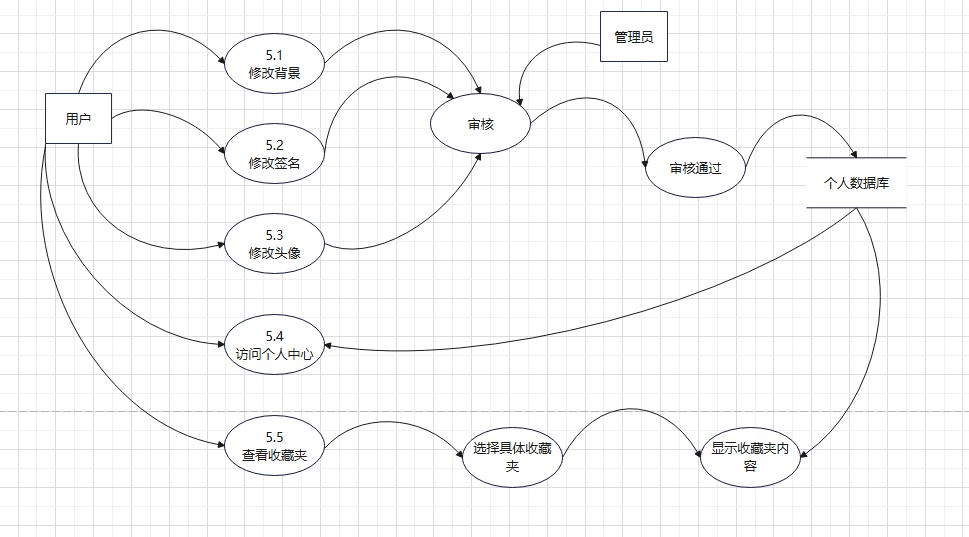 管理员
5.1
修改背景
用户
审核
5.2
修改签名
审核通过
个人数据库
5.3
修改头像
5.4
访问个人中心
5.5
查看收藏夹
选择具体收藏
夹
显示收藏夹内
容